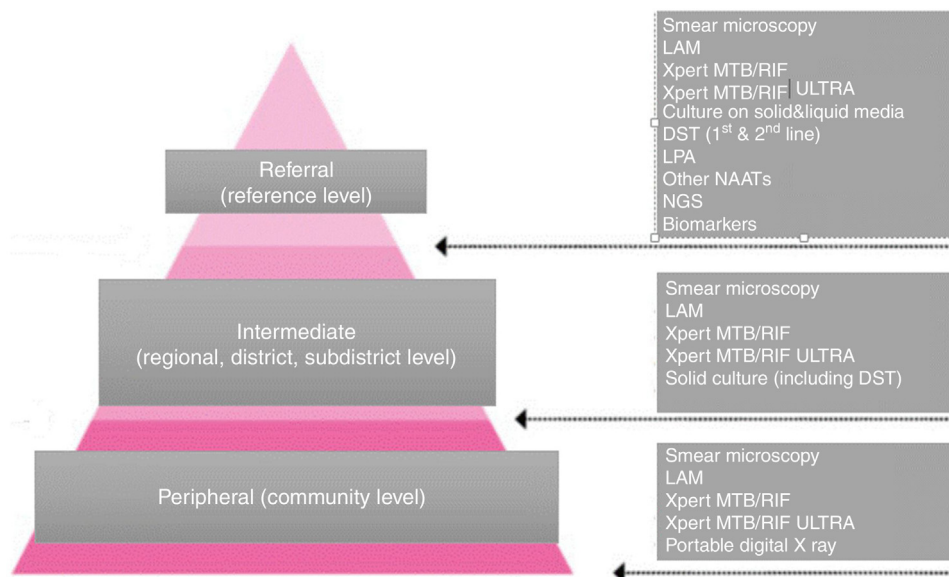 Smear microscopy
LAM
Xpert MTB/RIF
Xpert MTB/RIF ULTRA
Culture on solid&liquid media
DST (1st & 2nd line)
LPA
Other NAATs
NGS
Biomarkers
Referral
(reference level)
Smear microscopy
LAM
Xpert MTB/RIF
Xpert MTB/RIF ULTRA
Solid culture (including DST)
Intermediate
(regional, district, subdistrict level)
Smear microscopy
LAM
Xpert MTB/RIF
Xpert MTB/RIF ULTRA
Portable digital X ray
Peripheral (community level)